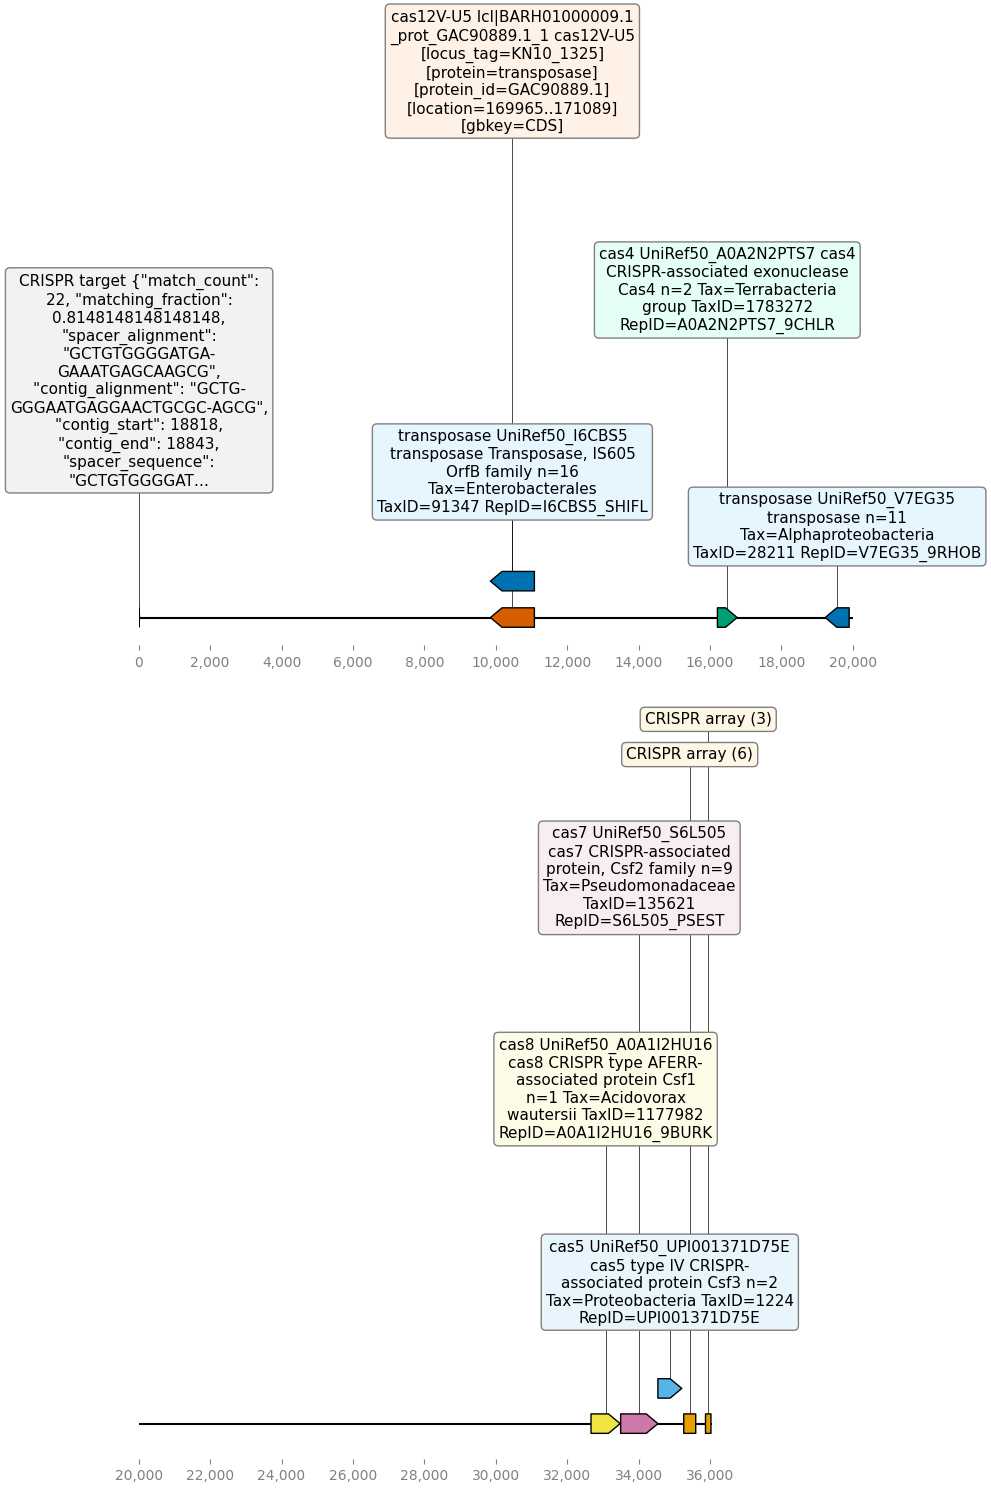 cas12V-U5 lcl|BARH01000009.1
_prot_GAC90889.1_1 cas12V-U5
[locus_tag=KN10_1325]
[protein=transposase]
[protein_id=GAC90889.1]
[location=169965..171089]
[gbkey=CDS]
cas4 UniRef50_A0A2N2PTS7 cas4
CRISPR-associated exonuclease
Cas4 n=2 Tax=Terrabacteria
group TaxID=1783272
RepID=A0A2N2PTS7_9CHLR
CRISPR target {"match_count":
22, "matching_fraction":
0.8148148148148148,
"spacer_alignment":
"GCTGTGGGGATGA-
GAAATGAGCAAGCG",
"contig_alignment": "GCTG-
GGGAATGAGGAACTGCGC-AGCG",
"contig_start": 18818,
"contig_end": 18843,
"spacer_sequence":
"GCTGTGGGGAT...
transposase UniRef50_I6CBS5
transposase Transposase, IS605
OrfB family n=16
Tax=Enterobacterales
TaxID=91347 RepID=I6CBS5_SHIFL
transposase UniRef50_V7EG35
transposase n=11
Tax=Alphaproteobacteria
TaxID=28211 RepID=V7EG35_9RHOB
0 2,000 4,000 6,000 8,000 10,000 12,000 14,000 16,000 18,000 20,000
CRISPR array (3)
CRISPR array (6)
cas7 UniRef50_S6L505
cas7 CRISPR-associated
protein, Csf2 family n=9
Tax=Pseudomonadaceae
TaxID=135621
RepID=S6L505_PSEST
cas8 UniRef50_A0A1I2HU16
cas8 CRISPR type AFERR-
associated protein Csf1
n=1 Tax=Acidovorax
wautersii TaxID=1177982
RepID=A0A1I2HU16_9BURK
cas5 UniRef50_UPI001371D75E
cas5 type IV CRISPR-
associated protein Csf3 n=2
Tax=Proteobacteria TaxID=1224
RepID=UPI001371D75E
20,000 22,000 24,000 26,000 28,000 30,000 32,000 34,000 36,000